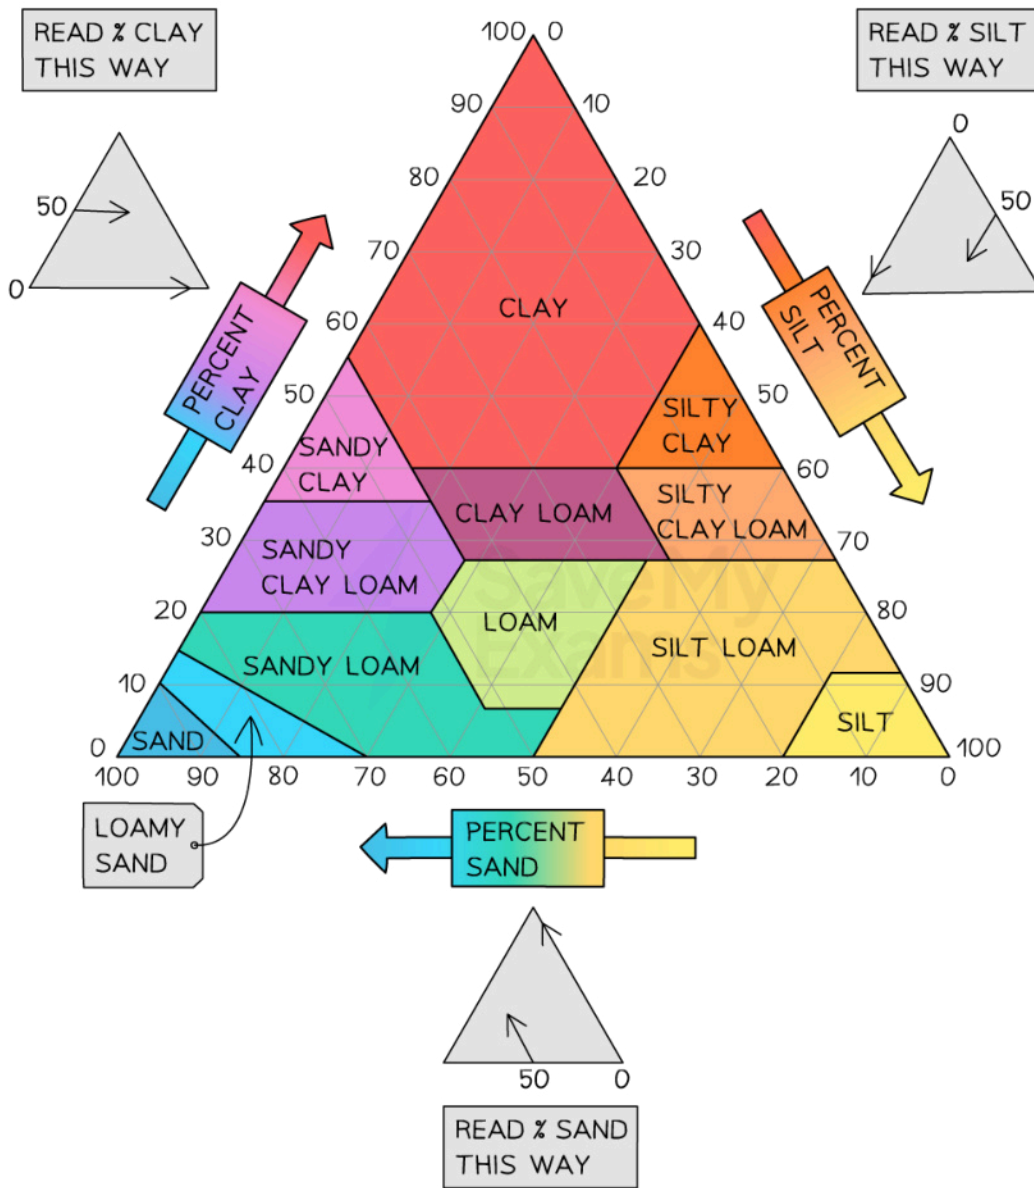 READ % CLAY
THIS WAY
READ % SILT
THIS WAY
100 0
90 10
80 20
70 30
60 40
50 50
40 60
30 70
20 80
10 90
0 100
100 90 80 70 60 50 40 30 20 10 0
50
0
0
50
PERCENT
CLAY
PERCENT
SILT
CLAY
SILTY
CLAY
SANDY
CLAY
CLAY LOAM
SILTY
CLAY LOAM
SANDY
CLAY LOAM
LOAM
SILT LOAM
SANDY LOAM
SAND
SILT
SaveMy
Exams
LOAMY
SAND
PERCENT
SAND
50 0
READ % SAND
THIS WAY